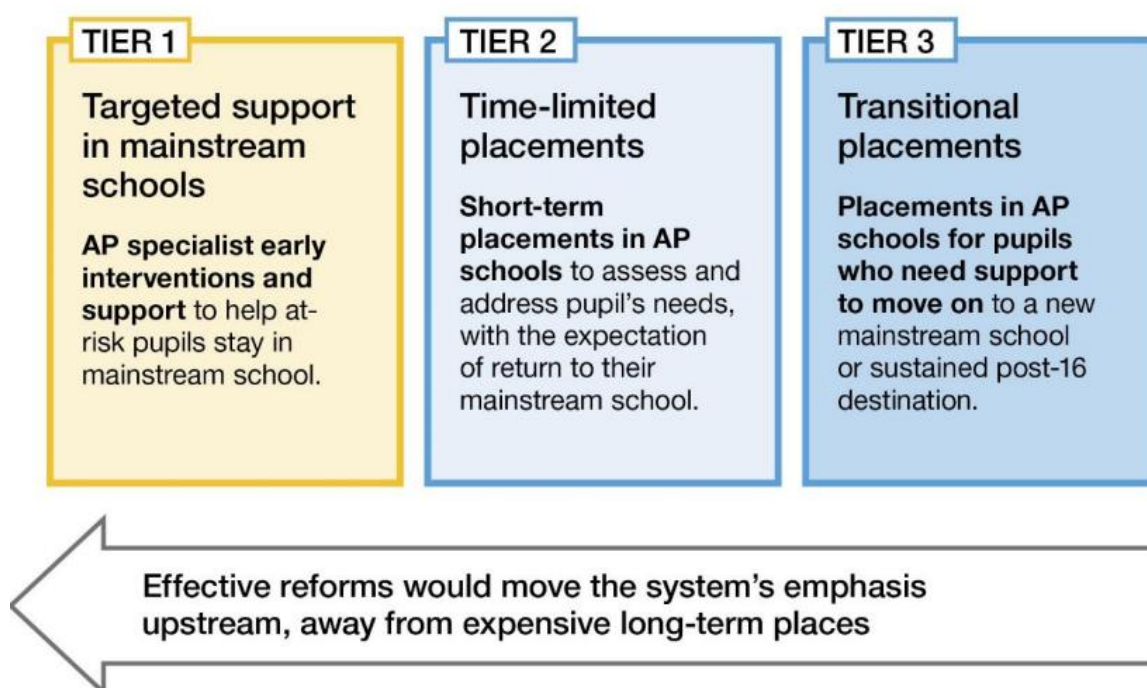 TIER 1
Targeted support
in mainstream
schools
AP specialist early
interventions and
support to help at-
risk pupils stay in
mainstream school.
TIER 2
Time-limited
placements
Short-term
placements in AP
schools to assess and
address pupil's needs,
with the expectation
of return to their
mainstream school.
TIER 3
Transitional
placements
Placements in AP
schools for pupils
who need support
to move on to a new
mainstream school
or sustained post-16
destination.
Effective reforms would move the system's emphasis
upstream, away from expensive long-term places